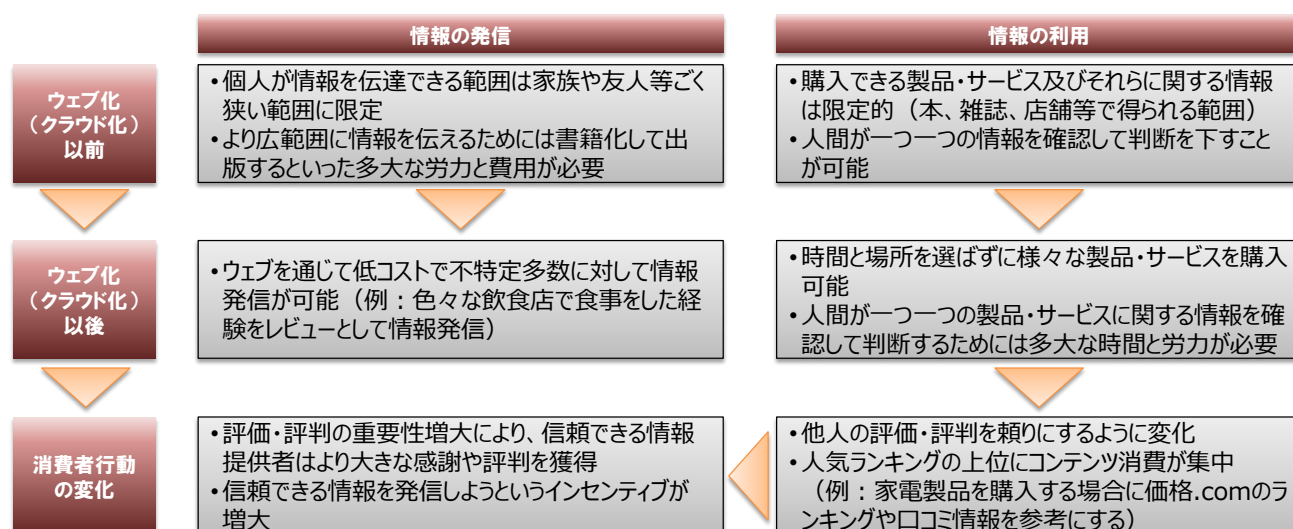 情報の発信
情報の利用
ウェブ化
（クラウド化）
以前
•個人が情報を伝達できる範囲は家族や友人等ごく
狭い範囲に限定
•より広範囲に情報を伝えるためには書籍化して出
版するといった多大な労力と費用が必要
•購入できる製品・サービス及びそれらに関する情報
は限定的（本、雑誌、店舗等で得られる範囲）
•人間が一つ一つの情報を確認して判断を下すこと
が可能
ウェブ化
（クラウド化）
以後
•ウェブを通じて低コストで不特定多数に対して情報
発信が可能（例：色々な飲食店で食事をした経
験をレビューとして情報発信）
•時間と場所を選ばずに様々な製品・サービスを購入
可能
•人間が一つ一つの製品・サービスに関する情報を確
認して判断するためには多大な時間と労力が必要
消費者行動
の変化
•評価・評判の重要性増大により、信頼できる情報
提供者はより大きな感謝や評判を獲得
•信頼できる情報を発信しようというインセンティブが
増大
•他人の評価・評判を頼りにするように変化
•人気ランキングの上位にコンテンツ消費が集中
（例：家電製品を購入する場合に価格.comのラ
ンキングや口コミ情報を参考にする）